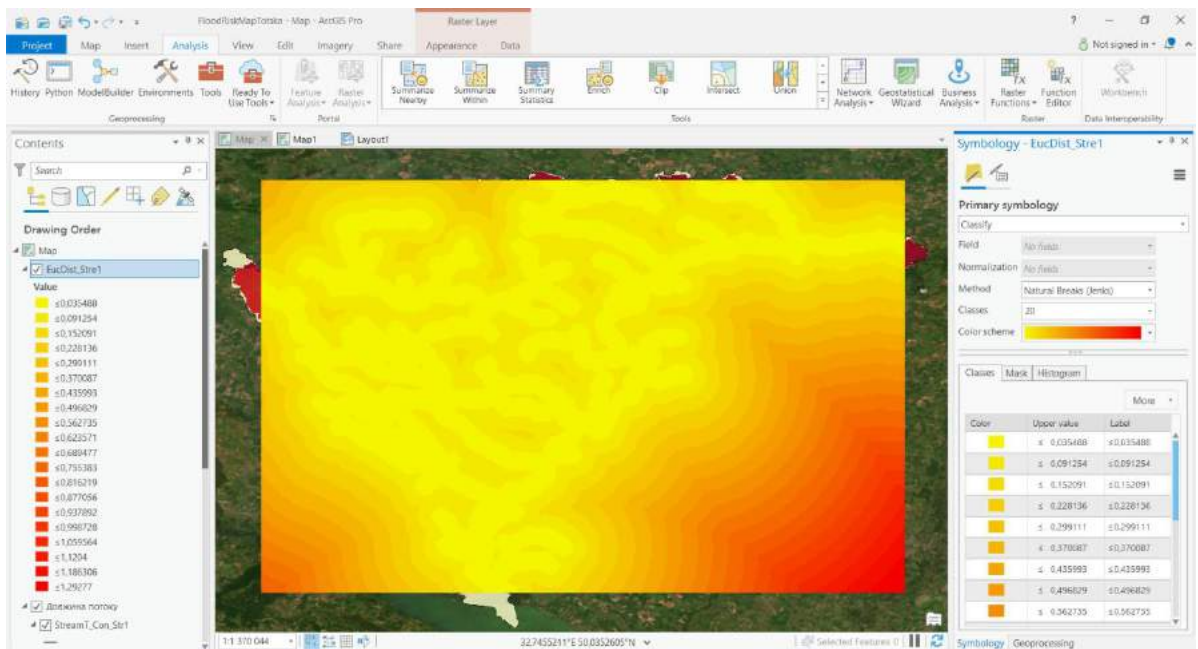 FloodRiskMapTorska - Map - ArcGIS Pro
Raster Layer
?
Project Map Insert Analysis View Edit Imagery Share Appearance Data
Not signed in
History Python ModelBuilder Environments Tools Ready To Use Tools Feature Analysis Raster Analysis Summarize Nearby Summarize Within Summary Statistics Enrich Clip Intersect Union Network Analysis Geostatistical Wizard Business Analysis Raster Functions Function Editor Workbench
Geoprocessing Portal Tools Raster Data Interoperability
Contents
Map Map1 Layout1
Search
Drawing Order
Map
EucDist_Stre1
Value
≤0,035488
≤0,091254
≤0,152091
≤0,228136
≤0,299111
≤0,370087
≤0,435993
≤0,496829
≤0,562735
≤0,623571
≤0,689477
≤0,755383
≤0,816219
≤0,877056
≤0,937892
≤0,998728
≤1,059564
≤1,1204
≤1,186306
≤1,29277
Довжина потоку
StreamT_Con_Str1
1:1 370 044
32,7455211°E 50,0352605°N
Selected Features: 0
Symbology - EucDist_Stre1
Primary symbology
Classify
Field No fields
Normalization No fields
Method Natural Breaks (Jenks)
Classes 20
Color scheme
Classes Mask Histogram
More
Color Upper value Label
≤ 0,035488 ≤0,035488
≤ 0,091254 ≤0,091254
≤ 0,152091 ≤0,152091
≤ 0,228136 ≤0,228136
≤ 0,299111 ≤0,299111
≤ 0,370087 ≤0,370087
≤ 0,435993 ≤0,435993
≤ 0,496829 ≤0,496829
≤ 0,562735 ≤0,562735
Symbology Geoprocessing